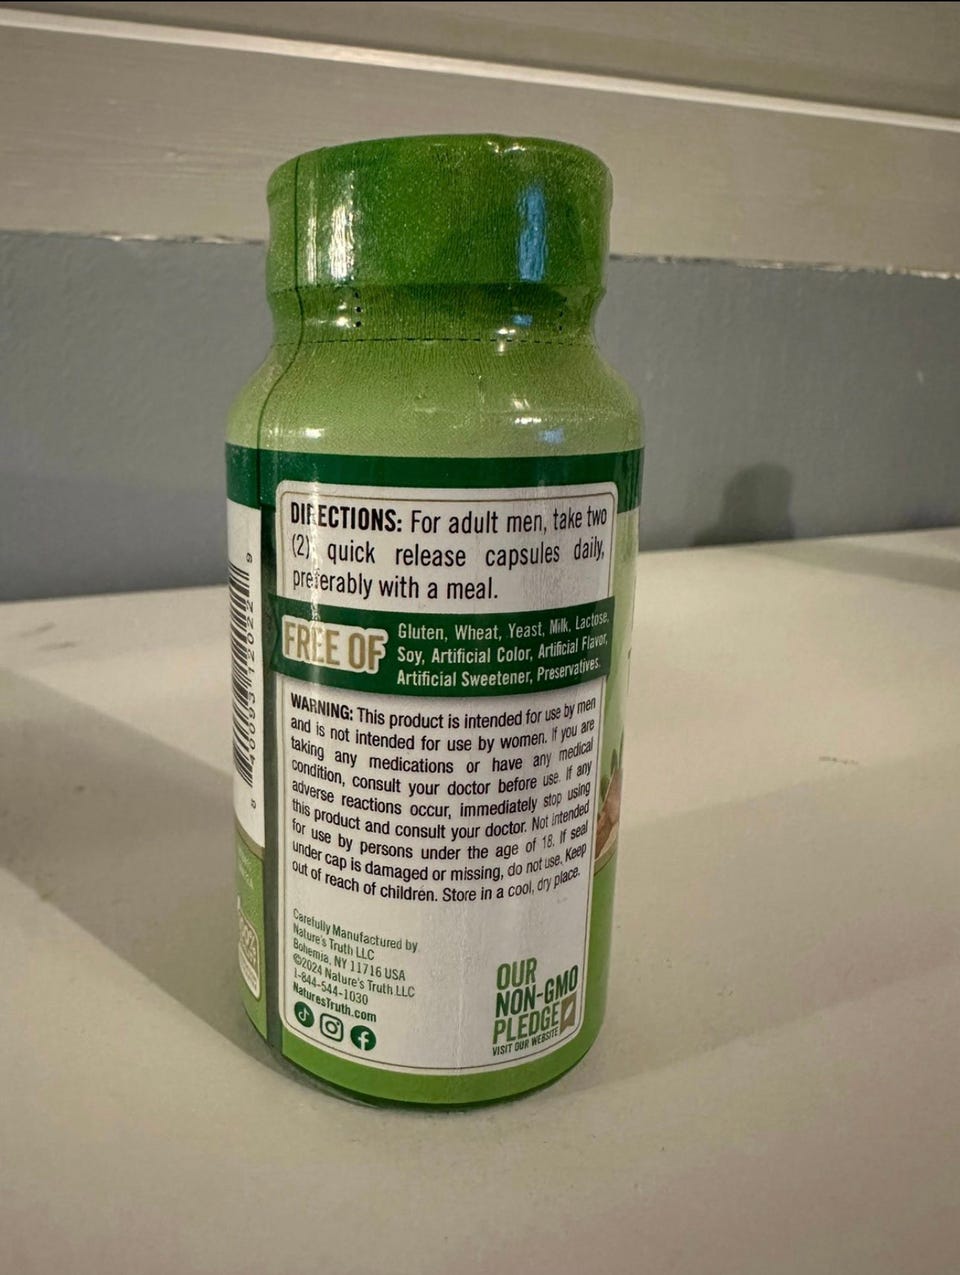 DIRECTIONS: For adult men, take two
(2) quick release capsules daily,
preferably with a meal.
FREE OF
Gluten, Wheat, Yeast, Milk, Lactose,
Soy, Artificial Color, Artificial Flavor,
Artificial Sweetener, Preservatives.
WARNING: This product is intended for use by men
and is not intended for use by women. If you are
taking any medications or have any medical
condition, consult your doctor before use. If any
adverse reactions occur, immediately stop using
this product and consult your doctor. Not intended
for use by persons under the age of 18. If seal
under cap is damaged or missing, do not use. Keep
out of reach of children. Store in a cool, dry place.
Carefully Manufactured by
Nature's Truth LLC
Bohemia, NY 11716 USA
©2024 Nature's Truth LLC
1-844-544-1030
NaturesTruth.com
OUR
NON-GMO
PLEDGE
VISIT OUR WEBSITE
8 40093 12022 9